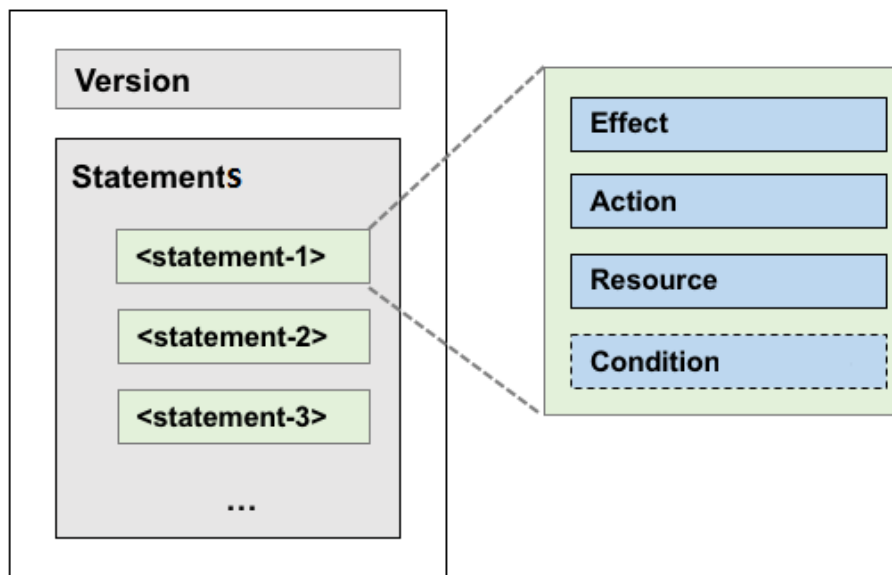 Version
Statements
<statement-1>
<statement-2>
<statement-3>
...
Effect
Action
Resource
Condition